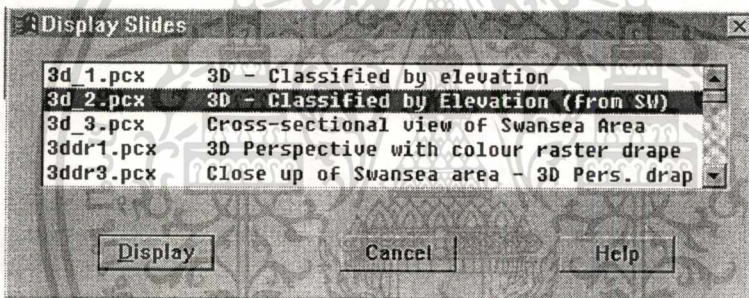 Display Slides
3d_1.pcx 3D - Classified by elevation
3d_2.pcx 3D - Classified by Elevation (from SW)
3d_3.pcx Cross-sectional view of Swansea Area
3ddr1.pcx 3D Perspective with colour raster drape
3ddr3.pcx Close up of Swansea area - 3D Pers. drap
Display Cancel Help